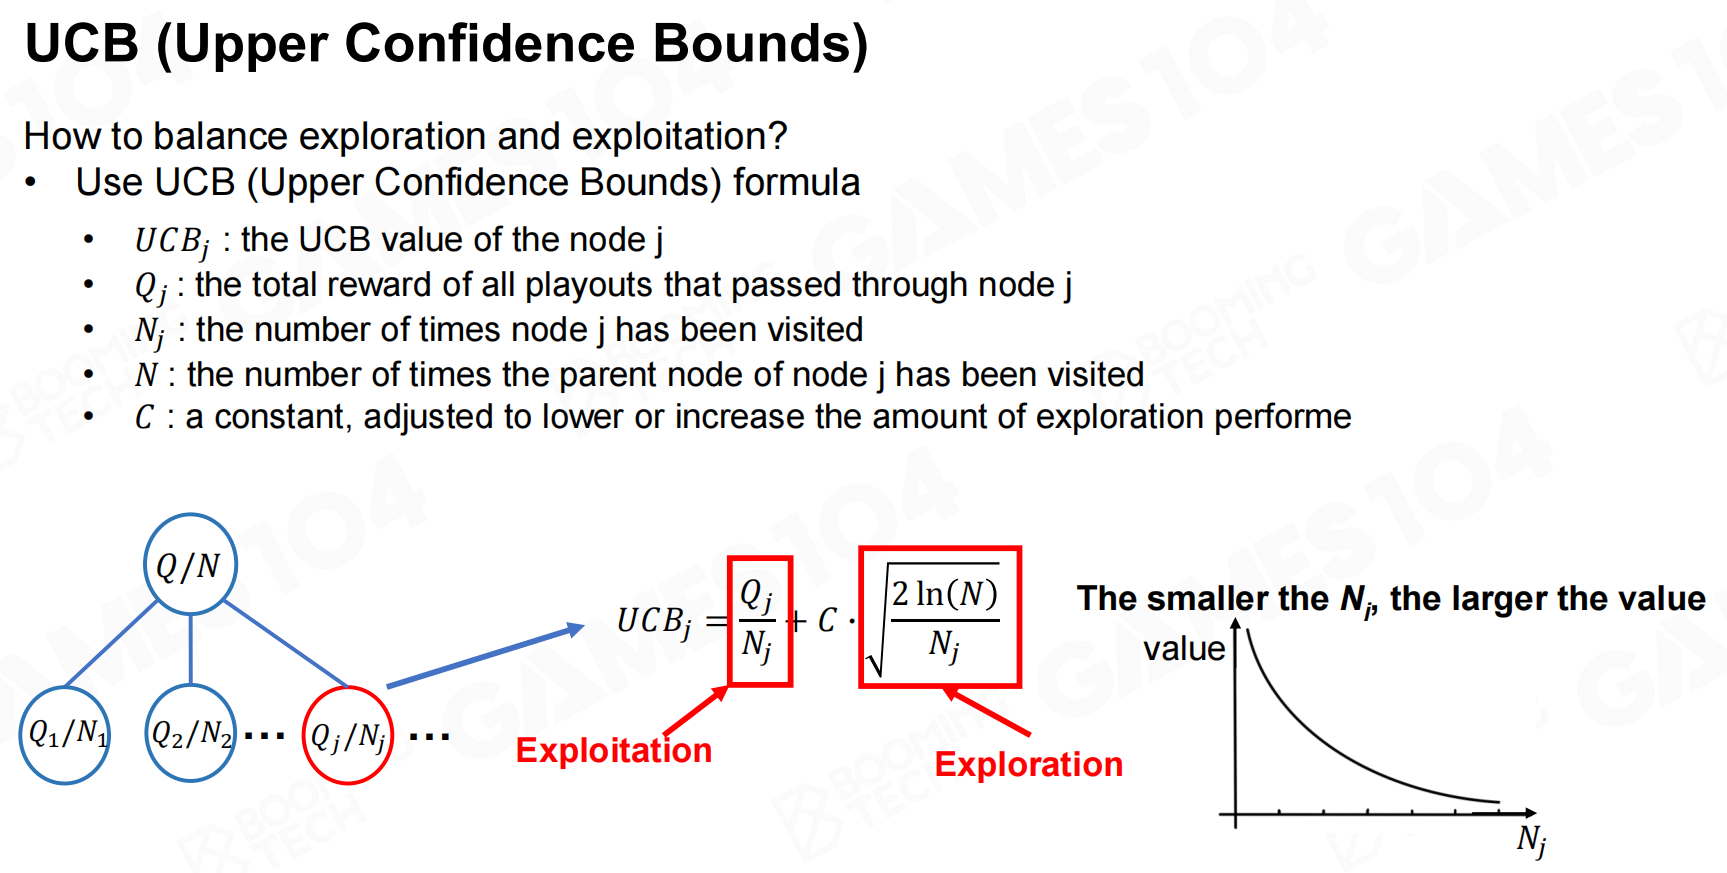 UCB (Upper Confidence Bounds)
How to balance exploration and exploitation?
• Use UCB (Upper Confidence Bounds) formula
• UCB_j : the UCB value of the node j
• Q_j : the total reward of all playouts that passed through node j
• N_j : the number of times node j has been visited
• N : the number of times the parent node of node j has been visited
• C : a constant, adjusted to lower or increase the amount of exploration performe
Q/N
Q_1/N_1 Q_2/N_2 ... Q_j/N_j ...
UCB_j = Q_j/N_j + C · √(2 ln(N)/N_j)
Exploitation
Exploration
The smaller the N_j, the larger the value
value
N_j
GAMES104
BOOMING
TECH